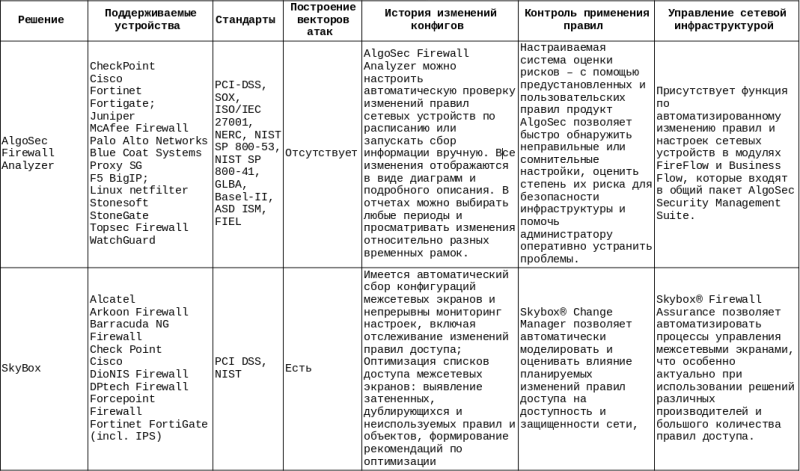 Решение
Поддерживаемые
устройства
Стандарты
Построение
векторов
атак
История изменений
конфигов
Контроль применения
правил
Управление сетевой
инфраструктурой
AlgoSec
Firewall
Analyzer
CheckPoint
Cisco
Fortinet
Fortigate;
Juniper
McAfee Firewall
Palo Alto Networks
Blue Coat Systems
Proxy SG
F5 BigIP;
Linux netfilter
Stonesoft
StoneGate
Topsec Firewall
WatchGuard
PCI-DSS,
SOX,
ISO/IEC
27001,
NERC, NIST
SP 800-53,
NIST SP
800-41,
GLBA,
Basel-II,
ASD ISM,
FIEL
Отсутствует
AlgoSec Firewall
Analyzer можно
настроить
автоматическую проверку
изменений правил
сетевых устройств по
расписанию или
запускать сбор
информации вручную. Все
изменения отображаются
в виде диаграмм и
подробного описания. В
отчетах можно выбирать
любые периоды и
просматривать изменения
относительно разных
временных рамок.
Настраиваемая
система оценки
рисков – с помощью
предустановленных и
пользовательских
правил продукт
AlgoSec позволяет
быстро обнаружить
неправильные или
сомнительные
настройки, оценить
степень их риска для
безопасности
инфраструктуры и
помочь
администратору
оперативно устранить
проблемы.
Присутствует функция
по
автоматизированному
изменению правил и
настроек сетевых
устройств в модулях
FireFlow и Business
Flow, которые входят
в общий пакет AlgoSec
Security Management
Suite.
SkyBox
Alcatel
Arkoon Firewall
Barracuda NG
Firewall
Check Point
Cisco
DioNIS Firewall
DPtech Firewall
Forcepoint
Firewall
Fortinet FortiGate
(incl. IPS)
PCI DSS,
NIST
Есть
Имеется автоматический
сбор конфигураций
межсетевых экранов и
непрерывны мониторинг
настроек, включая
отслеживание изменений
правил доступа;
Оптимизация списков
доступа межсетевых
экранов: выявление
затененных,
дублирующихся и
неиспользуемых правил и
объектов, формирование
рекомендаций по
оптимизации
Skybox® Change
Manager позволяет
автоматически
моделировать и
оценивать влияние
планируемых
изменений правил
доступа на
доступность и
защищенности сети,
Skybox® Firewall
Assurance позволяет
автоматизировать
процессы управления
межсетевыми экранами,
что особенно
актуально при
использовании решений
различных
производителей и
большого количества
правил доступа.